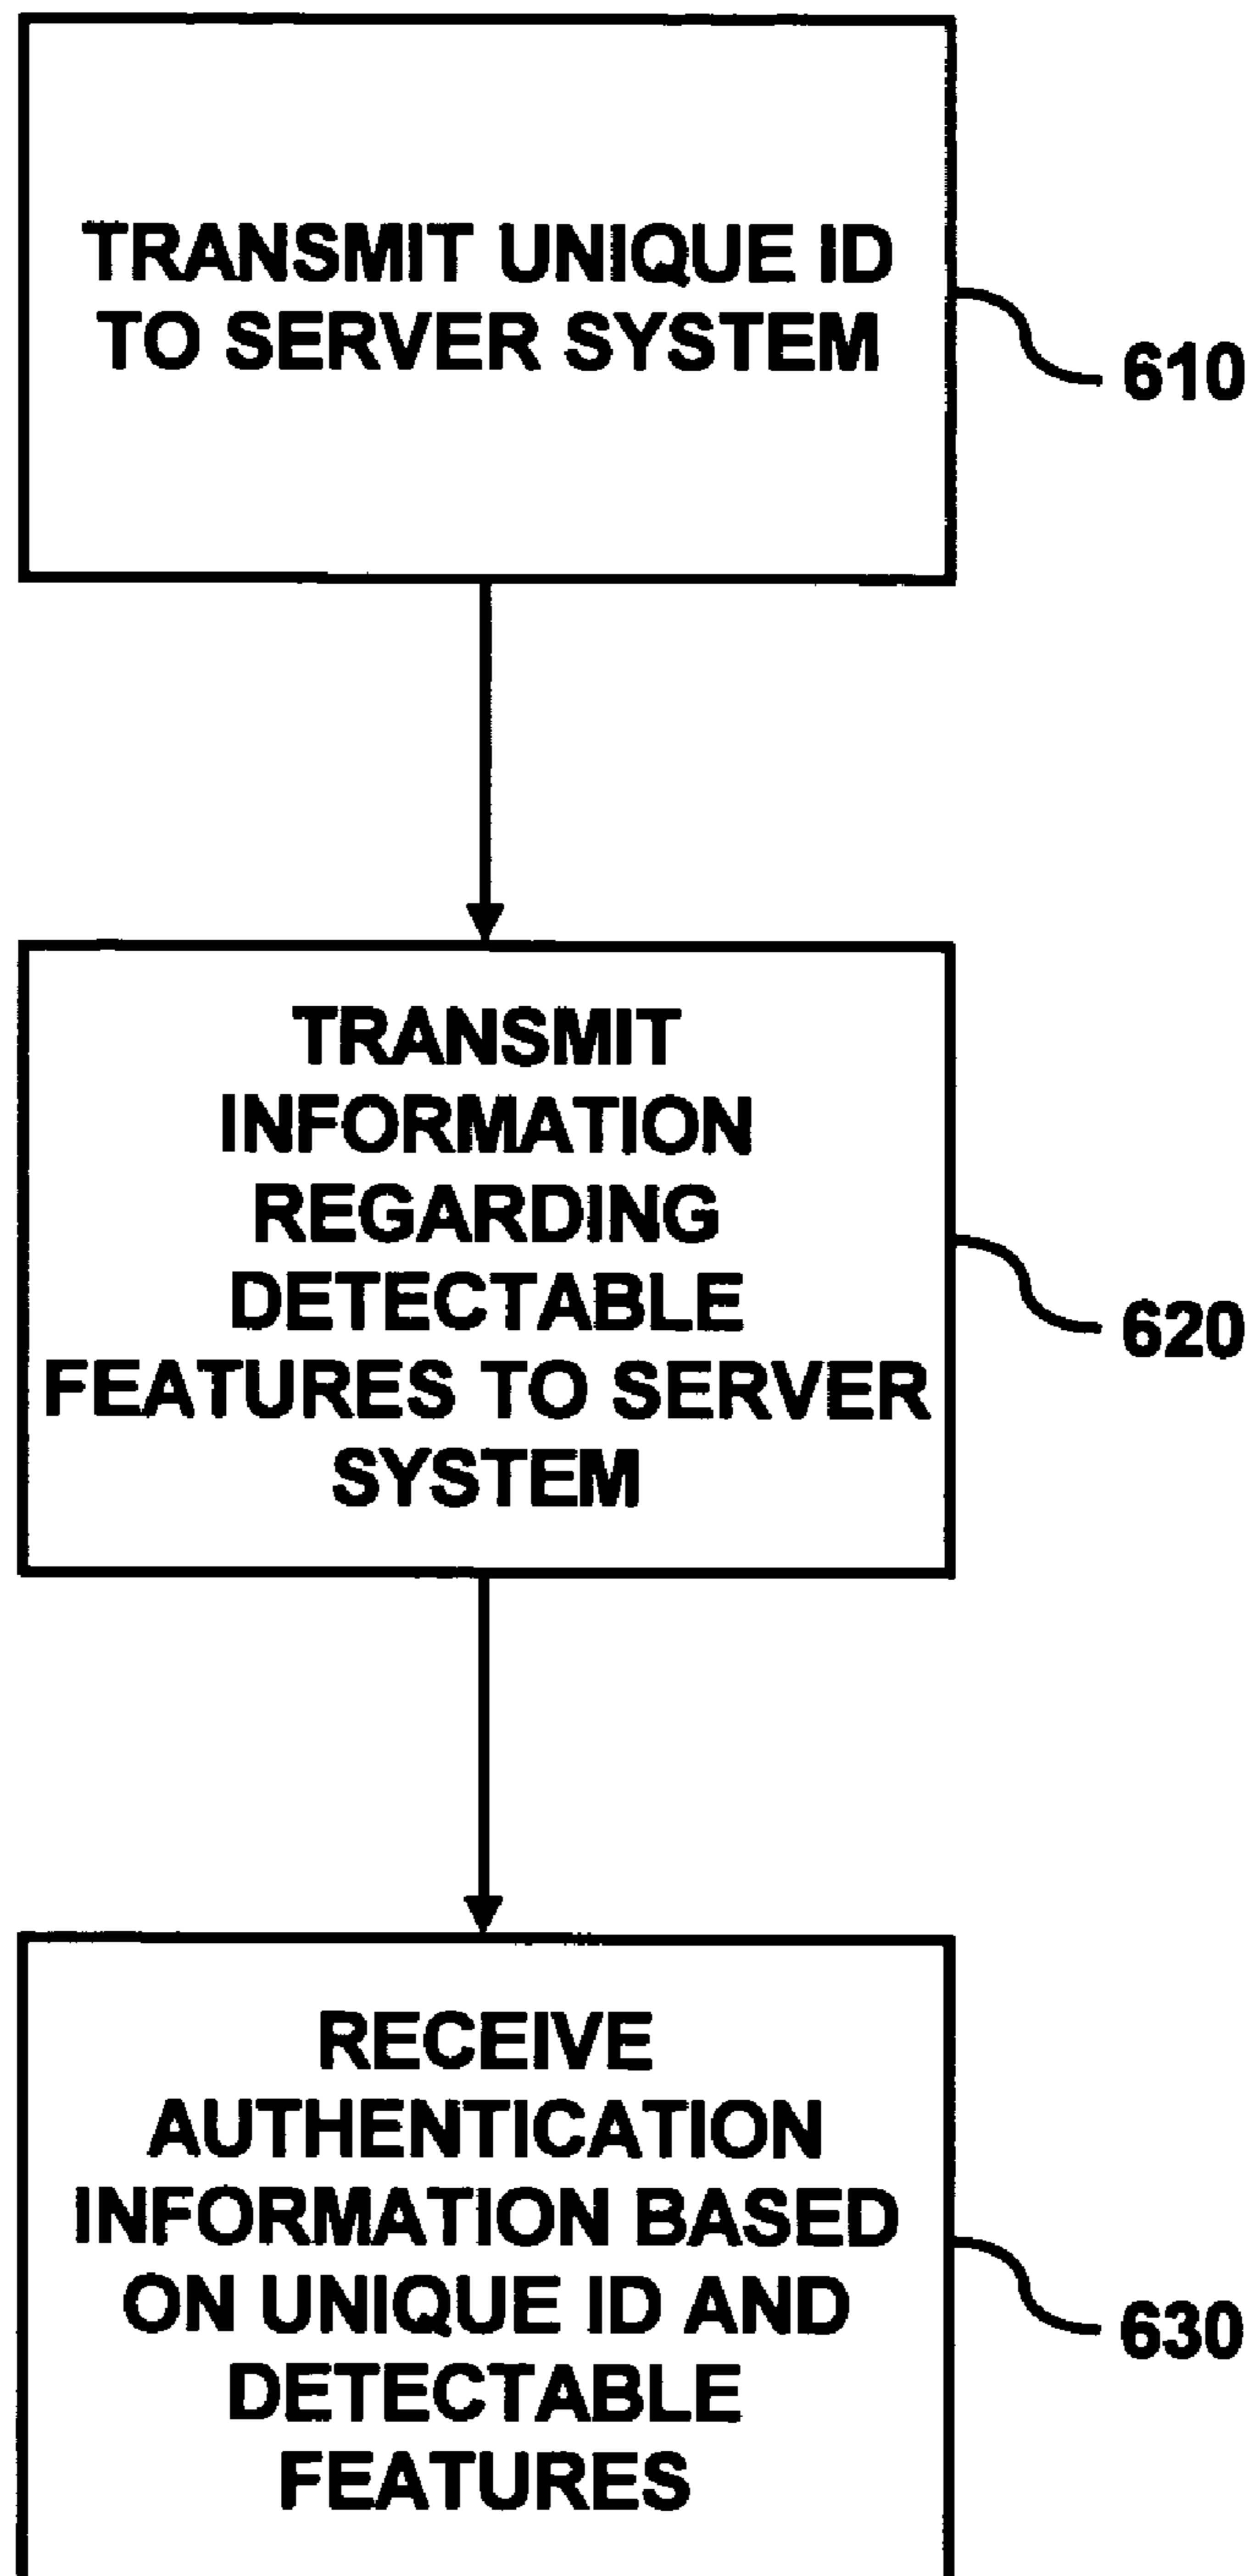 TRANSMIT UNIQUE ID
TO SERVER SYSTEM
610
TRANSMIT
INFORMATION
REGARDING
DETECTABLE
FEATURES TO SERVER
SYSTEM
620
RECEIVE
AUTHENTICATION
INFORMATION BASED
ON UNIQUE ID AND
DETECTABLE
FEATURES
630